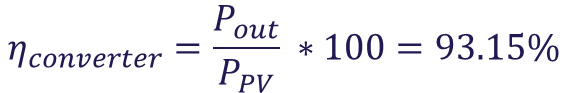 η_converter = P_out / P_PV * 100 = 93.15%